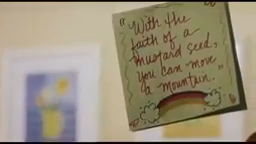 "With the
faith of a
mustard seed,
you can move
a mountain."